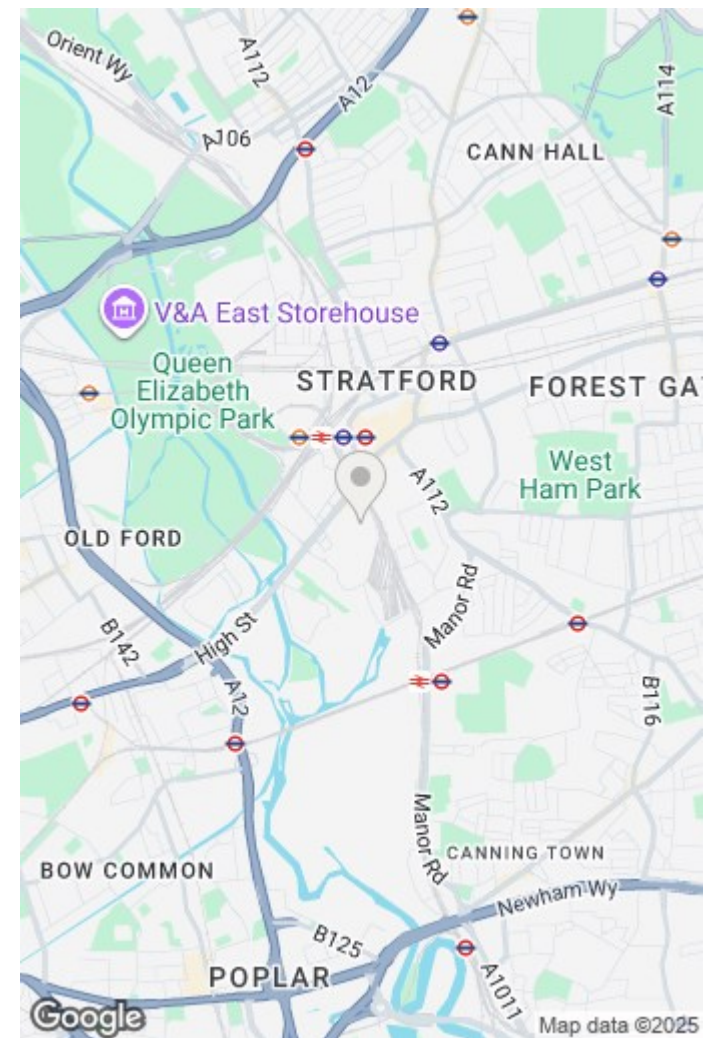 Orient Wy
A112
A12
A106
A114
CANN HALL
V&A East Storehouse
Queen
Elizabeth
Olympic Park
STRATFORD
FOREST GA
West
Ham Park
A112
OLD FORD
Manor Rd
High St
B142
A12
B116
Manor Rd
CANNING TOWN
BOW COMMON
Newham Wy
B125
POPLAR
A1011
Google
Map data ©2025